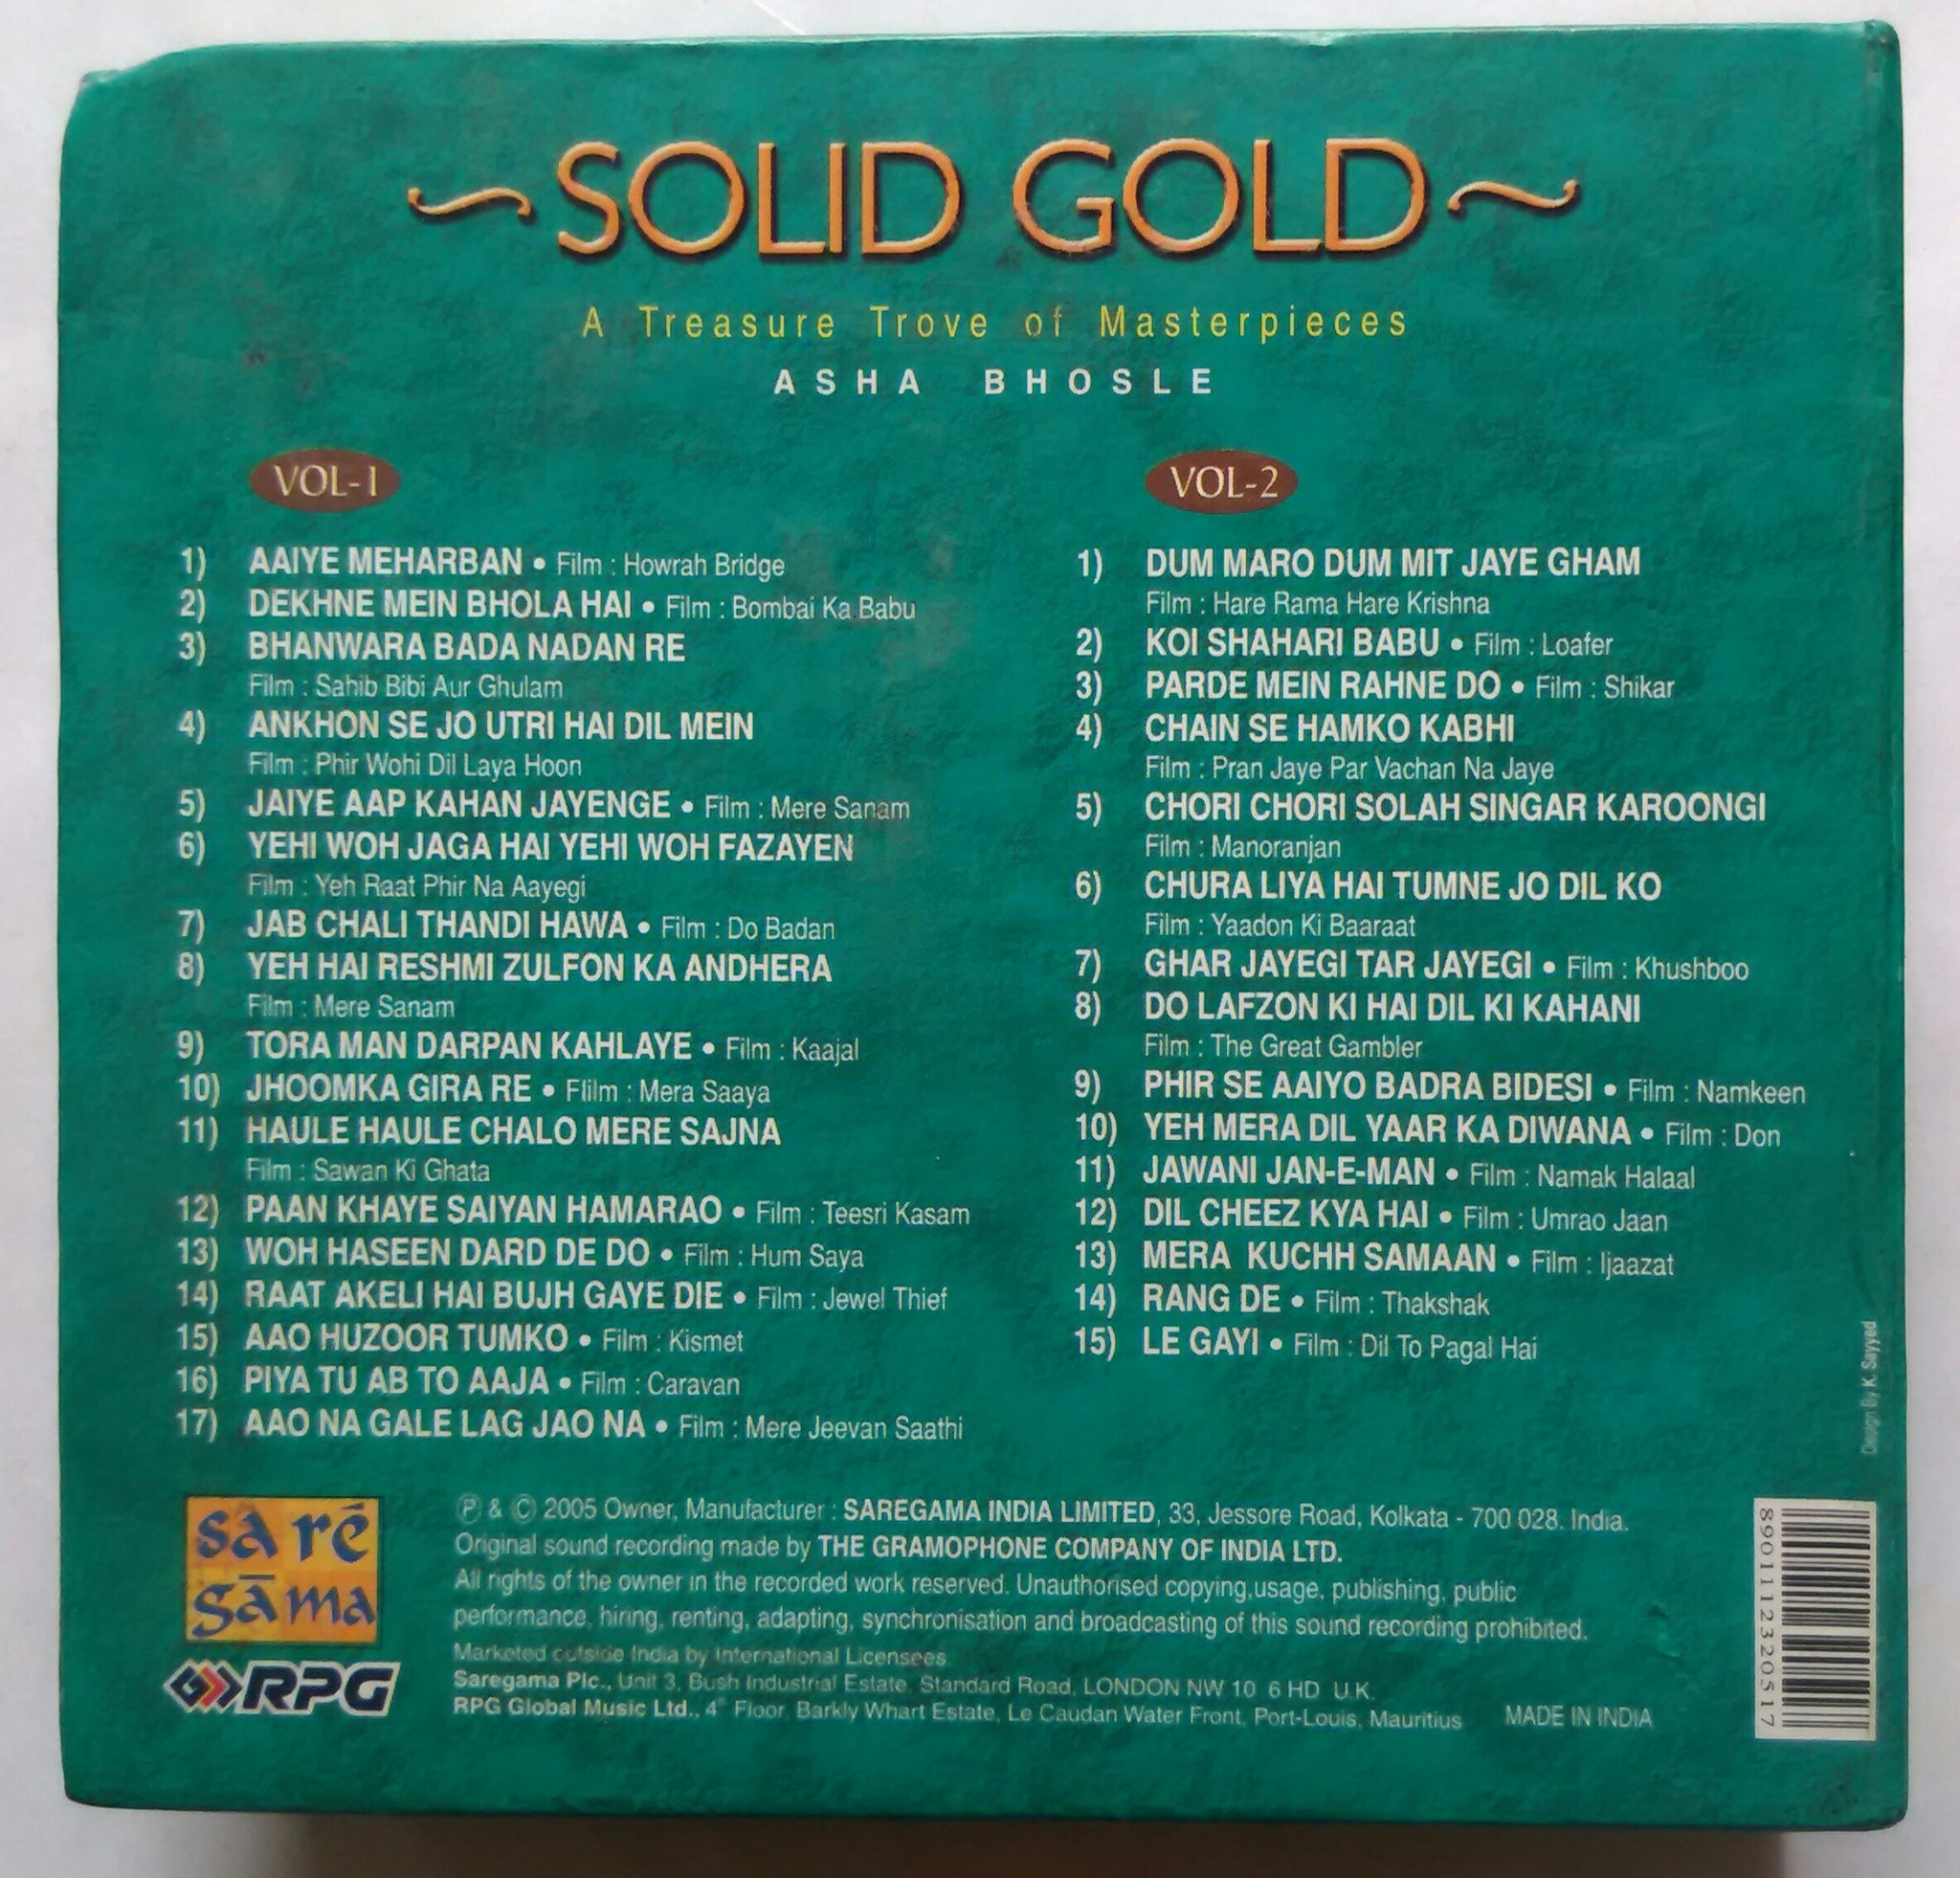 ~SOLID GOLD~
A Treasure Trove of Masterpieces
ASHA BHOSLE
VOL-1
1) AAIYE MEHARBAN • Film : Howrah Bridge
2) DEKHNE MEIN BHOLA HAI • Film : Bombai Ka Babu
3) BHANWARA BADA NADAN RE
Film : Sahib Bibi Aur Ghulam
4) ANKHON SE JO UTRI HAI DIL MEIN
Film : Phir Wohi Dil Laya Hoon
5) JAIYE AAP KAHAN JAYENGE • Film : Mere Sanam
6) YEHI WOH JAGA HAI YEHI WOH FAZAYEN
Film : Yeh Raat Phir Na Aayegi
7) JAB CHALI THANDI HAWA • Film : Do Badan
8) YEH HAI RESHMI ZULFON KA ANDHERA
Film : Mere Sanam
9) TORA MAN DARPAN KAHLAYE • Film : Kaajal
10) JHOOMKA GIRA RE • Flilm : Mera Saaya
11) HAULE HAULE CHALO MERE SAJNA
Film : Sawan Ki Ghata
12) PAAN KHAYE SAIYAN HAMARAO • Film : Teesri Kasam
13) WOH HASEEN DARD DE DO • Film : Hum Saya
14) RAAT AKELI HAI BUJH GAYE DIE • Film : Jewel Thief
15) AAO HUZOOR TUMKO • Film : Kismet
16) PIYA TU AB TO AAJA • Film : Caravan
17) AAO NA GALE LAG JAO NA • Film : Mere Jeevan Saathi
VOL-2
1) DUM MARO DUM MIT JAYE GHAM
Film : Hare Rama Hare Krishna
2) KOI SHAHARI BABU • Film : Loafer
3) PARDE MEIN RAHNE DO • Film : Shikar
4) CHAIN SE HAMKO KABHI
Film : Pran Jaye Par Vachan Na Jaye
5) CHORI CHORI SOLAH SINGAR KAROONGI
Film : Manoranjan
6) CHURA LIYA HAI TUMNE JO DIL KO
Film : Yaadon Ki Baaraat
7) GHAR JAYEGI TAR JAYEGI • Film : Khushboo
8) DO LAFZON KI HAI DIL KI KAHANI
Film : The Great Gambler
9) PHIR SE AAIYO BADRA BIDESI • Film : Namkeen
10) YEH MERA DIL YAAR KA DIWANA • Film : Don
11) JAWANI JAN-E-MAN • Film : Namak Halaal
12) DIL CHEEZ KYA HAI • Film : Umrao Jaan
13) MERA KUCHH SAMAAN • Film : Ijaazat
14) RANG DE • Film : Thakshak
15) LE GAYI • Film : Dil To Pagal Hai
Design By K. Sayyed
sa ré
gāma
RPG
Ⓟ & © 2005 Owner, Manufacturer : SAREGAMA INDIA LIMITED, 33, Jessore Road, Kolkata - 700 028. India.
Original sound recording made by THE GRAMOPHONE COMPANY OF INDIA LTD.
All rights of the owner in the recorded work reserved. Unauthorised copying,usage, publishing, public
performance, hiring, renting, adapting, synchronisation and broadcasting of this sound recording prohibited.
Marketed outside India by International Licensees
Saregama Plc., Unit 3, Bush Industrial Estate, Standard Road, LONDON NW 10 6 HD U.K.
RPG Global Music Ltd., 4th Floor, Barkly Whart Estate, Le Caudan Water Front, Port-Louis, Mauritius MADE IN INDIA
8901112320517